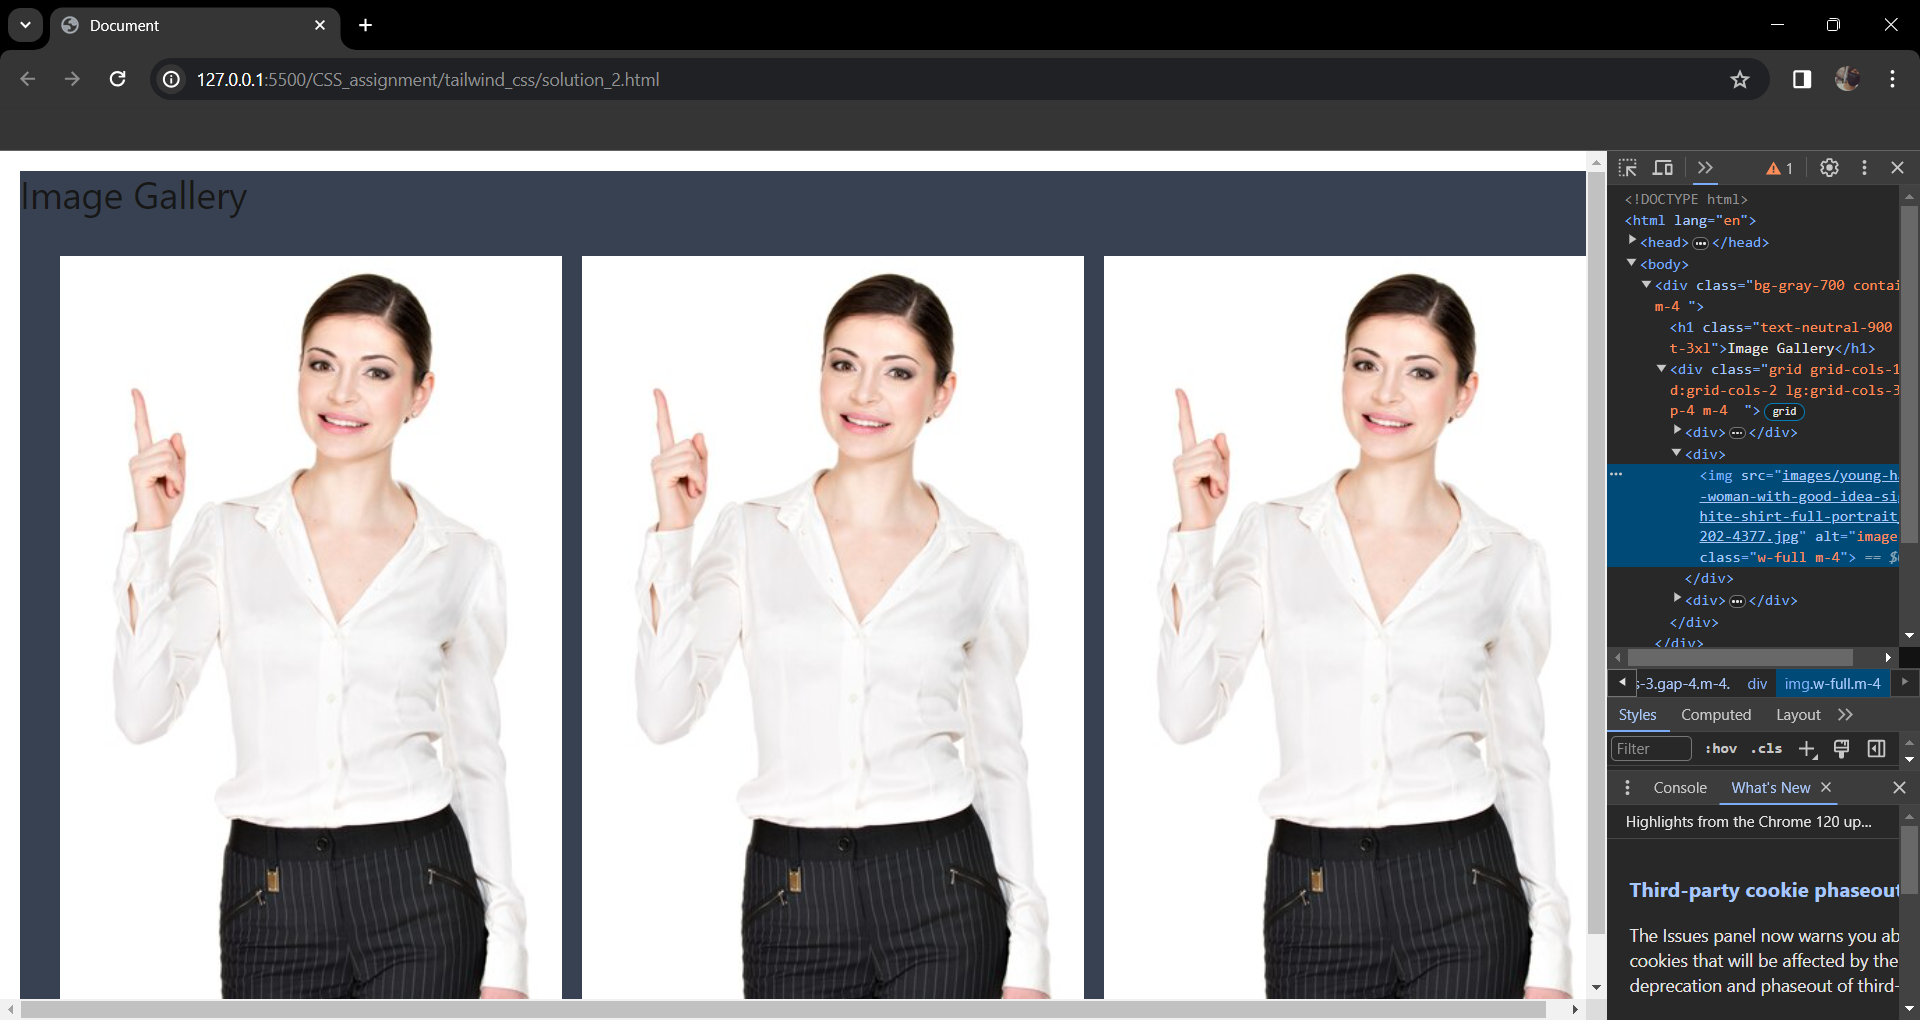 Document
127.0.0.1:5500/CSS_assignment/tailwind_css/solution_2.html
Image Gallery
1
<!DOCTYPE html>
<html lang="en">
<head> </head>
<body>
<div class="bg-gray-700 contai
m-4 ">
<h1 class="text-neutral-900
t-3xl">Image Gallery</h1>
<div class="grid grid-cols-1
d:grid-cols-2 lg:grid-cols-3
p-4 m-4 "> grid
<div> </div>
<div>
<img src="images/young-h
-woman-with-good-idea-si
hite-shirt-full-portrait_
202-4377.jpg" alt="image
class="w-full m-4"> == $
</div>
<div> </div>
</div>
</div>
s-3.gap-4.m-4. div img.w-full.m-4
Styles Computed Layout
Filter :hov .cls
Console What's New
Highlights from the Chrome 120 up...
Third-party cookie phaseout
The Issues panel now warns you ab
cookies that will be affected by the
deprecation and phaseout of third-